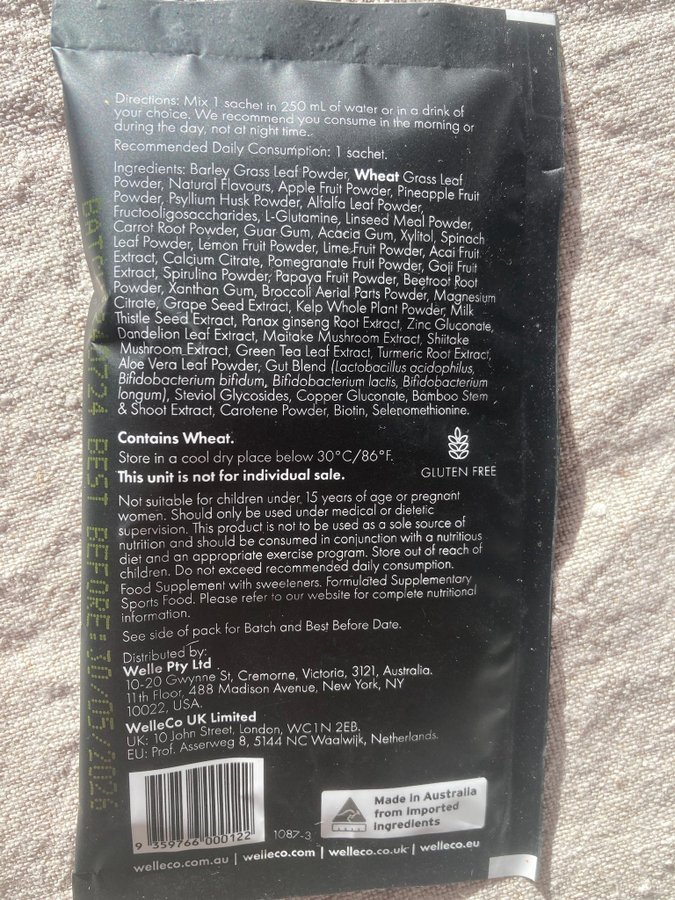 Directions: Mix 1 sachet in 250 mL of water or in a drink of
your choice. We recommend you consume in the morning or
during the day, not at night time.
Recommended Daily Consumption: 1 sachet.
Ingredients: Barley Grass Leaf Powder, Wheat Grass Leaf
Powder, Natural Flavours, Apple Fruit Powder, Pineapple Fruit
Powder, Psyllium Husk Powder, Alfalfa Leaf Powder,
Fructooligosaccharides, L-Glutamine, Linseed Meal Powder,
Carrot Root Powder, Guar Gum, Acacia Gum, Xylitol, Spinach
Leaf Powder, Lemon Fruit Powder, Lime Fruit Powder, Acai Fruit
Extract, Calcium Citrate, Pomegranate Fruit Powder, Goji Fruit
Extract, Spirulina Powder, Papaya Fruit Powder, Beetroot Root
Powder, Xanthan Gum, Broccoli Aerial Parts Powder, Magnesium
Citrate, Grape Seed Extract, Kelp Whole Plant Powder, Milk
Thistle Seed Extract, Panax ginseng Root Extract, Zinc Gluconate,
Dandelion Leaf Extract, Maitake Mushroom Extract, Shiitake
Mushroom Extract, Green Tea Leaf Extract, Turmeric Root Extract,
Aloe Vera Leaf Powder, Gut Blend (Lactobacillus acidophilus,
Bifidobacterium bifidum, Bifidobacterium lactis, Bifidobacterium
longum), Steviol Glycosides, Copper Gluconate, Bamboo Stem
& Shoot Extract, Carotene Powder, Biotin, Selenomethionine.
Contains Wheat.
Store in a cool dry place below 30°C/86°F.
This unit is not for individual sale.
GLUTEN FREE
Not suitable for children under 15 years of age or pregnant
women. Should only be used under medical or dietetic
supervision. This product is not to be used as a sole source of
nutrition and should be consumed in conjunction with a nutritious
diet and an appropriate exercise program. Store out of reach of
children. Do not exceed recommended daily consumption.
Food Supplement with sweeteners. Formulated Supplementary
Sports Food. Please refer to our website for complete nutritional
information.
See side of pack for Batch and Best Before Date.
Distributed by:
Welle Pty Ltd
10-20 Gwynne St, Cremorne, Victoria, 3121, Australia.
11th Floor, 488 Madison Avenue, New York, NY
10022, USA.
WelleCo UK Limited
UK: 10 John Street, London, WC1N 2EB.
EU: Prof. Asserweg 8, 5144 NC Waalwijk, Netherlands.
9 359766 000122
1087-3
Made in Australia
from imported
ingredients
welleco.com.au | welleco.com | welleco.co.uk | welleco.eu
BEST BEFORE:30/05/2026